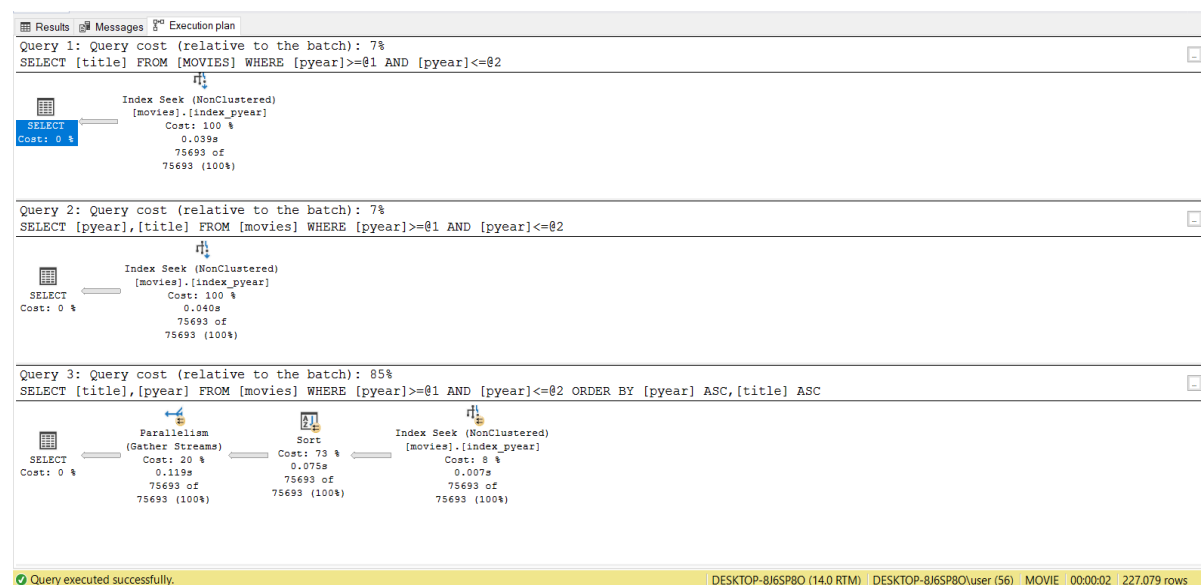 Results Messages Execution plan
Query 1: Query cost (relative to the batch): 7%
SELECT [title] FROM [MOVIES] WHERE [pyear]>=@1 AND [pyear]<=@2
Index Seek (NonClustered)
[movies].[index_pyear]
Cost: 100 %
0.039s
75693 of
75693 (100%)
SELECT
Cost: 0 %
Query 2: Query cost (relative to the batch): 7%
SELECT [pyear],[title] FROM [movies] WHERE [pyear]>=@1 AND [pyear]<=@2
Index Seek (NonClustered)
[movies].[index_pyear]
Cost: 100 %
0.040s
75693 of
75693 (100%)
SELECT
Cost: 0 %
Query 3: Query cost (relative to the batch): 85%
SELECT [title],[pyear] FROM [movies] WHERE [pyear]>=@1 AND [pyear]<=@2 ORDER BY [pyear] ASC,[title] ASC
SELECT
Cost: 0 %
Parallelism
(Gather Streams)
Cost: 20 %
0.119s
75693 of
75693 (100%)
Sort
Cost: 73 %
0.075s
75693 of
75693 (100%)
Index Seek (NonClustered)
[movies].[index_pyear]
Cost: 8 %
0.007s
75693 of
75693 (100%)
Query executed successfully. DESKTOP-8J6SP8O (14.0 RTM) DESKTOP-8J6SP8O\user (56) MOVIE 00:00:02 227.079 rows